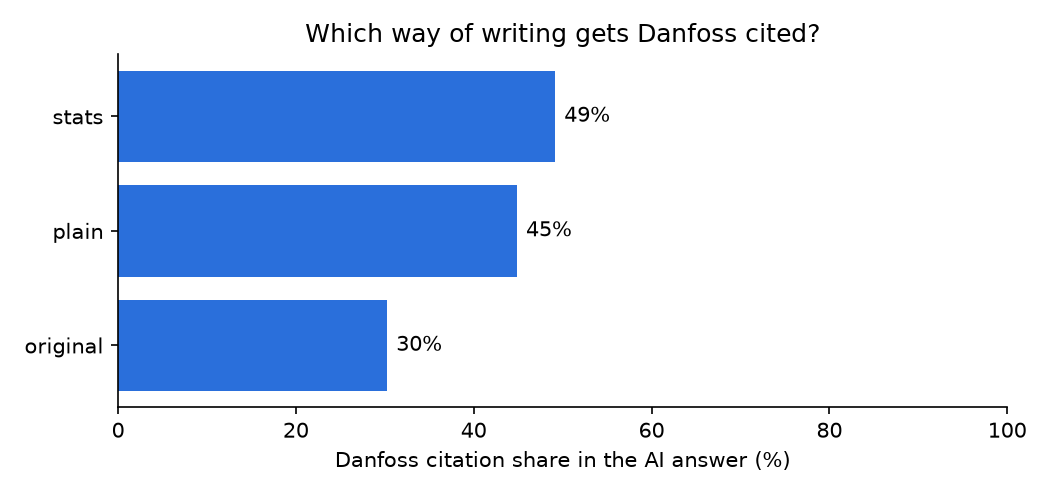 Which way of writing gets Danfoss cited?
stats
49%
plain
45%
original
30%
0 20 40 60 80 100
Danfoss citation share in the AI answer (%)